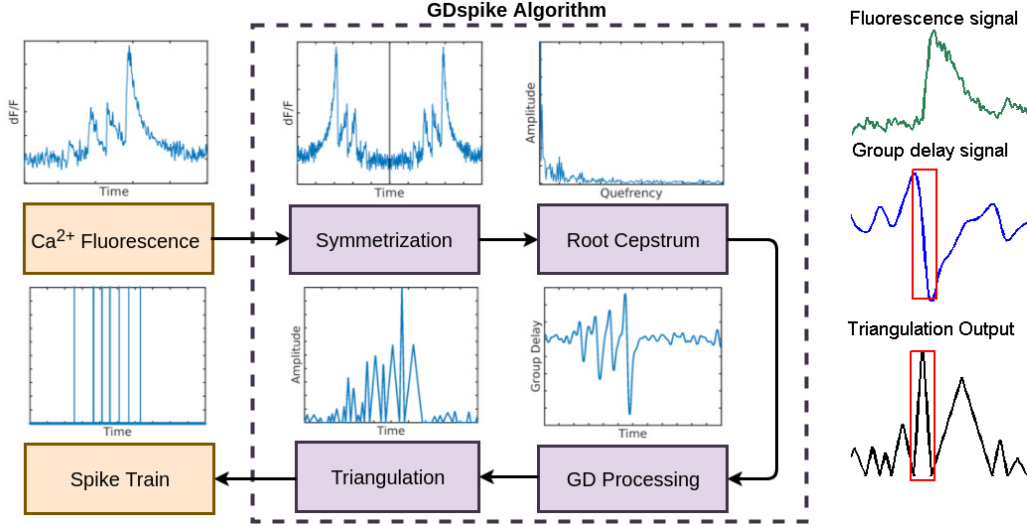 GDspike Algorithm
Fluorescence signal
dF/F
Time
dF/F
Time
Amplitude
Quefrency
Group delay signal
Ca2+ Fluorescence
Symmetrization
Root Cepstrum
Time
Amplitude
Time
Group Delay
Time
Triangulation Output
Spike Train
Triangulation
GD Processing